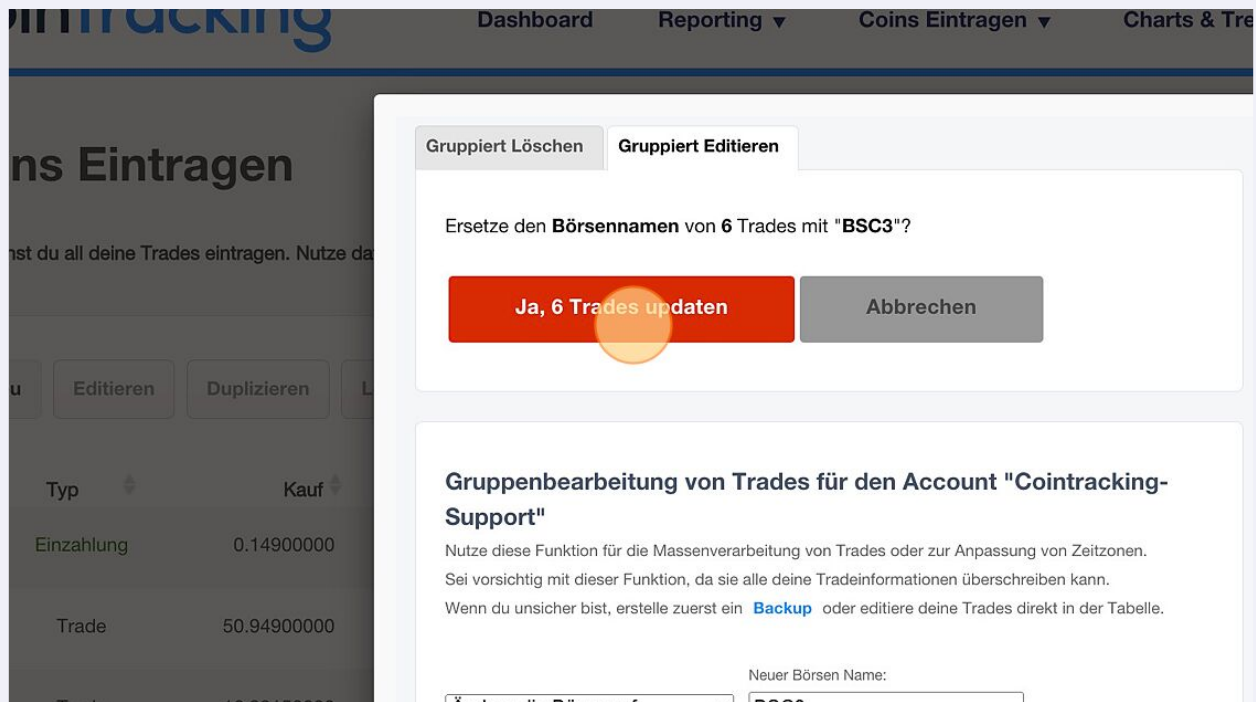 Dashboard Reporting ▼ Coins Eintragen ▼ Charts &
Gruppiert Löschen Gruppiert Editieren
Eintragen
Ersetze den Börsennamen von 6 Trades mit "BSC3"?
du all deine Trades eintragen. Nutze
Ja, 6 Trades updaten Abbrechen
Editieren Duplizieren
Typ Kauf
Gruppenbearbeitung von Trades für den Account "Cointracking-
Support"
Einzahlung 0.14900000
Nutze diese Funktion für die Massenverarbeitung von Trades oder zur Anpassung von Zeitzonen.
Sei vorsichtig mit dieser Funktion, da sie alle deine Tradeinformationen überschreiben kann.
Wenn du unsicher bist, erstelle zuerst ein Backup oder editiere deine Trades direkt in der Tabelle.
Trade 50.94900000
Neuer Börsen Name: